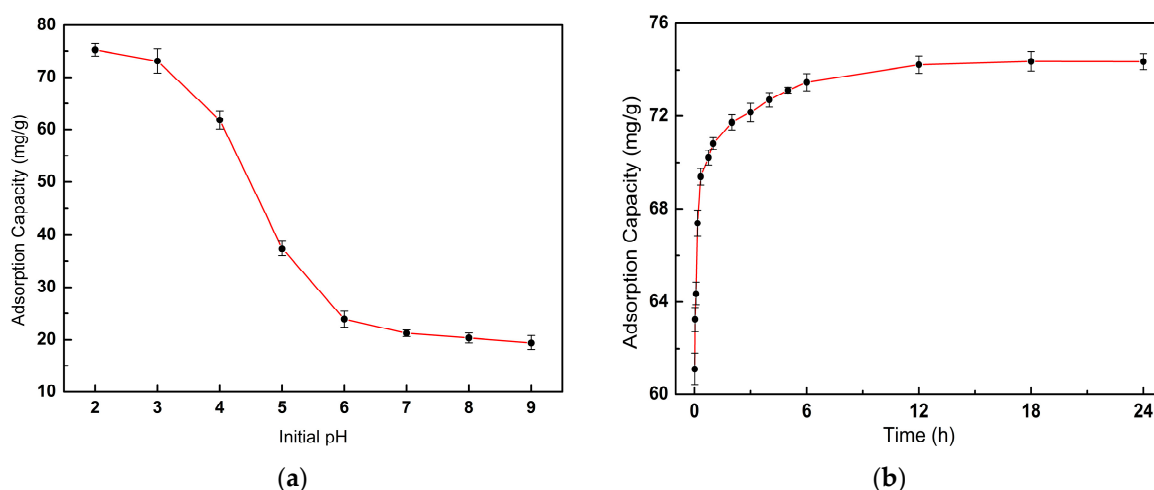 Adsorption Capacity (mg/g)
80
70
60
50
40
30
20
10
2 3 4 5 6 7 8 9
Initial pH
(a)
Adsorption Capacity (mg/g)
76
72
68
64
60
0 6 12 18 24
Time (h)
(b)